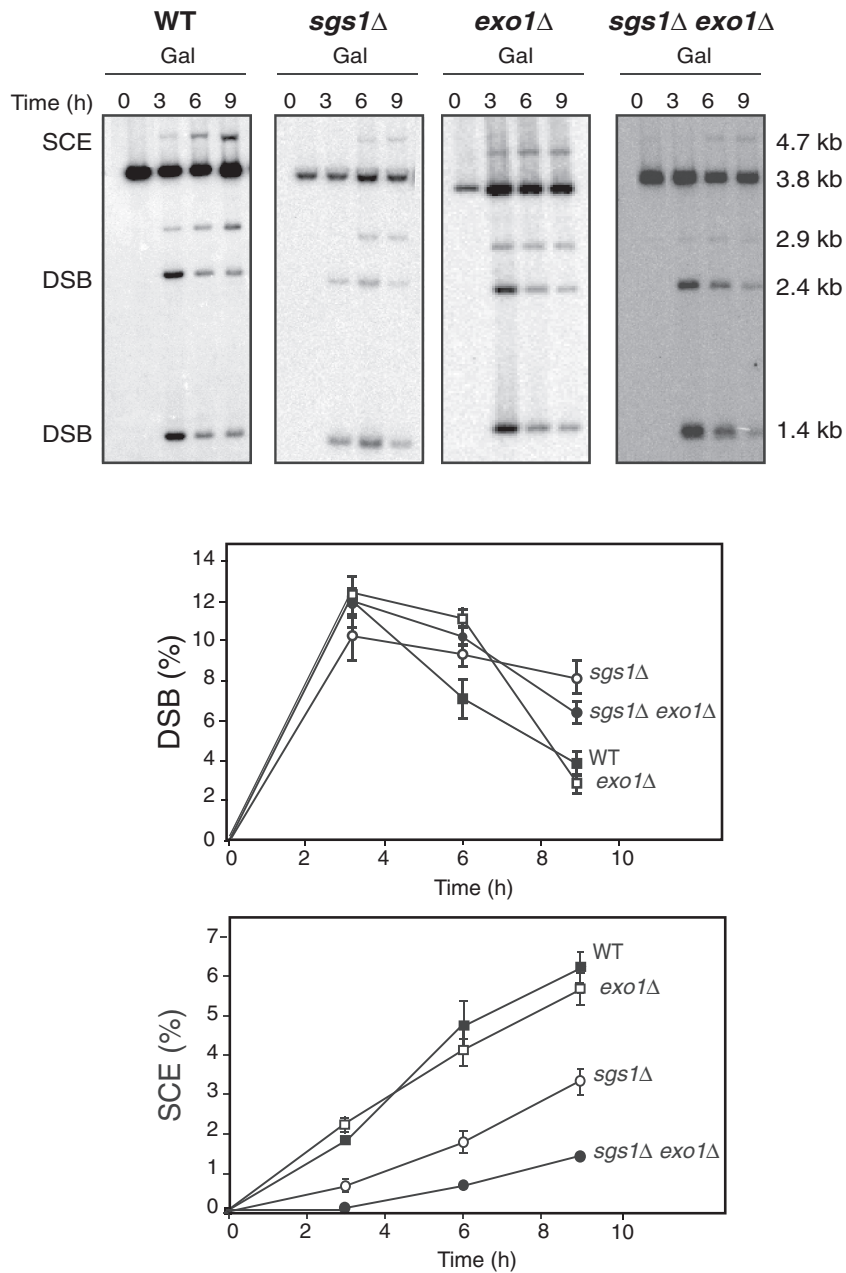 WT sgs1Δ exo1Δ sgs1Δ exo1Δ
Gal Gal Gal Gal
Time (h) 0 3 6 9 0 3 6 9 0 3 6 9 0 3 6 9
SCE 4.7 kb
3.8 kb
2.9 kb
DSB 2.4 kb
DSB 1.4 kb
14
12
10
8
6
4
2
0
DSB (%)
sgs1Δ
sgs1Δ exo1Δ
WT
exo1Δ
0 2 4 6 8 10
Time (h)
7
6
5
4
3
2
1
0
SCE (%)
WT
exo1Δ
sgs1Δ
sgs1Δ exo1Δ
0 2 4 6 8 10
Time (h)